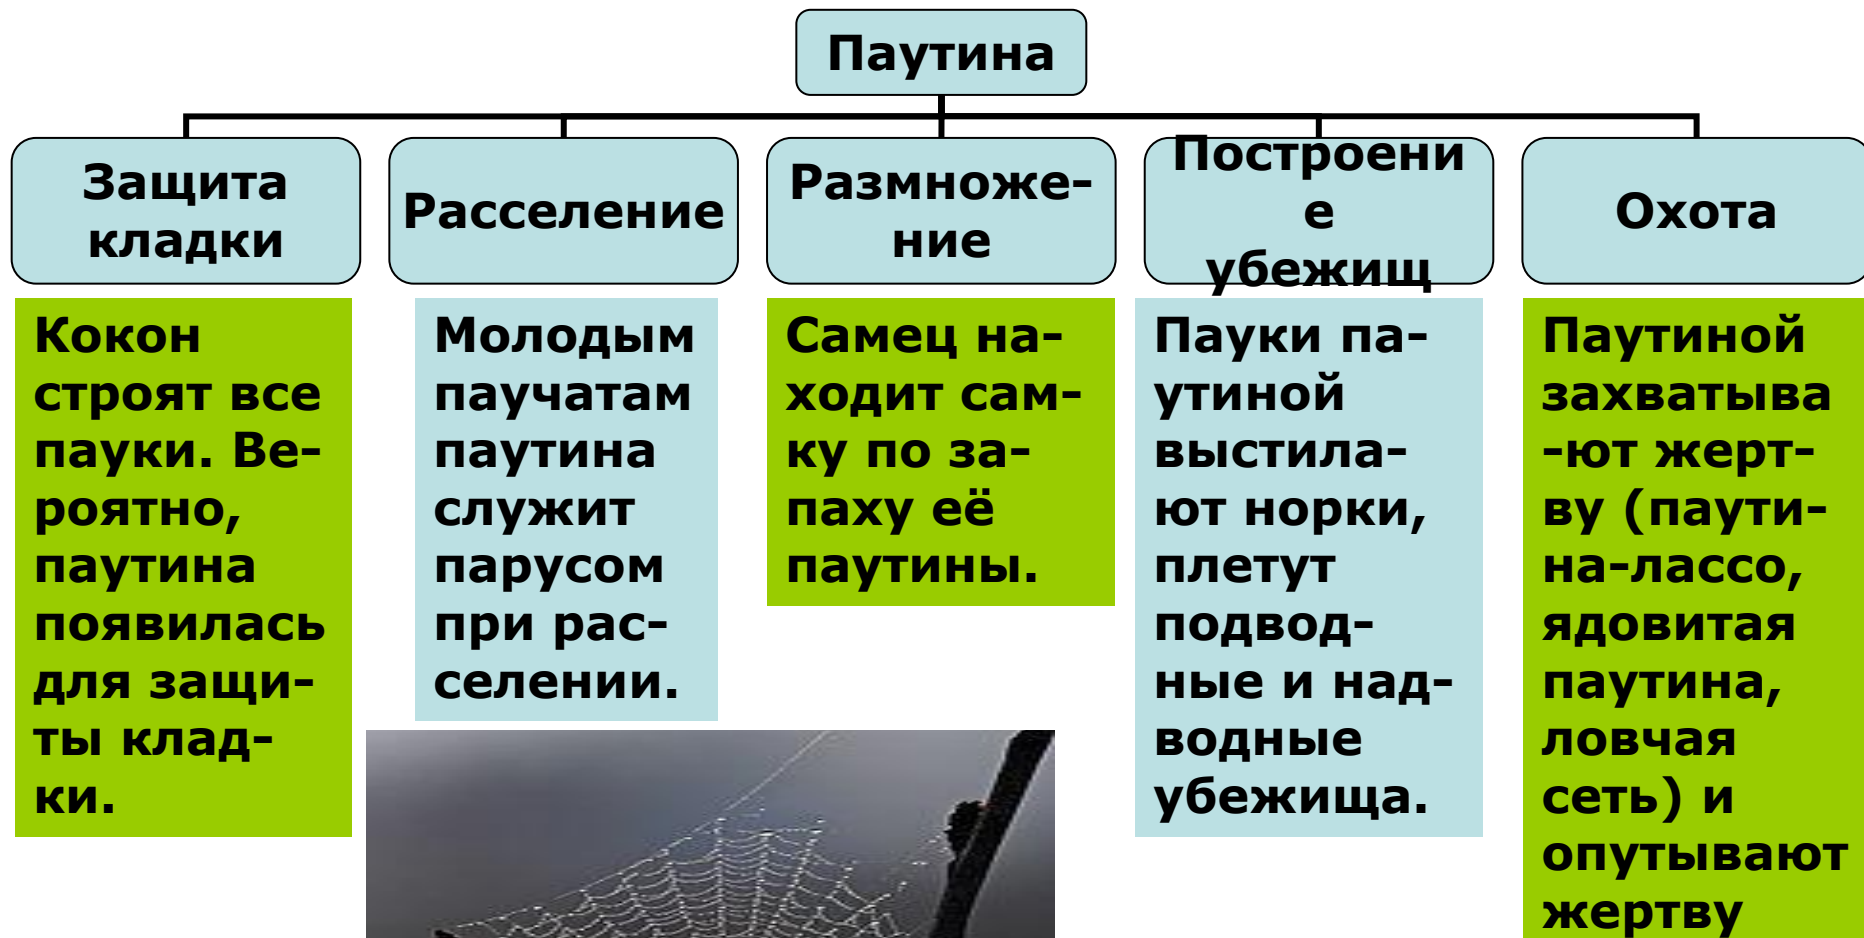 Паутина
Защита
кладки
Расселение
Размноже-
ние
Построени
е
убежищ
Охота
Кокон
строят все
пауки. Ве-
роятно,
паутина
появилась
для защи-
ты клад-
ки.
Молодым
паучатам
паутина
служит
парусом
при рас-
селении.
Самец на-
ходит сам-
ку по за-
паху её
паутины.
Пауки па-
утиной
выстила-
ют норки,
плетут
подвод-
ные и над-
водные
убежища.
Паутиной
захватыва
-ют жерт-
ву (паути-
на-лассо,
ядовитая
паутина,
ловчая
сеть) и
опутывают
жертву